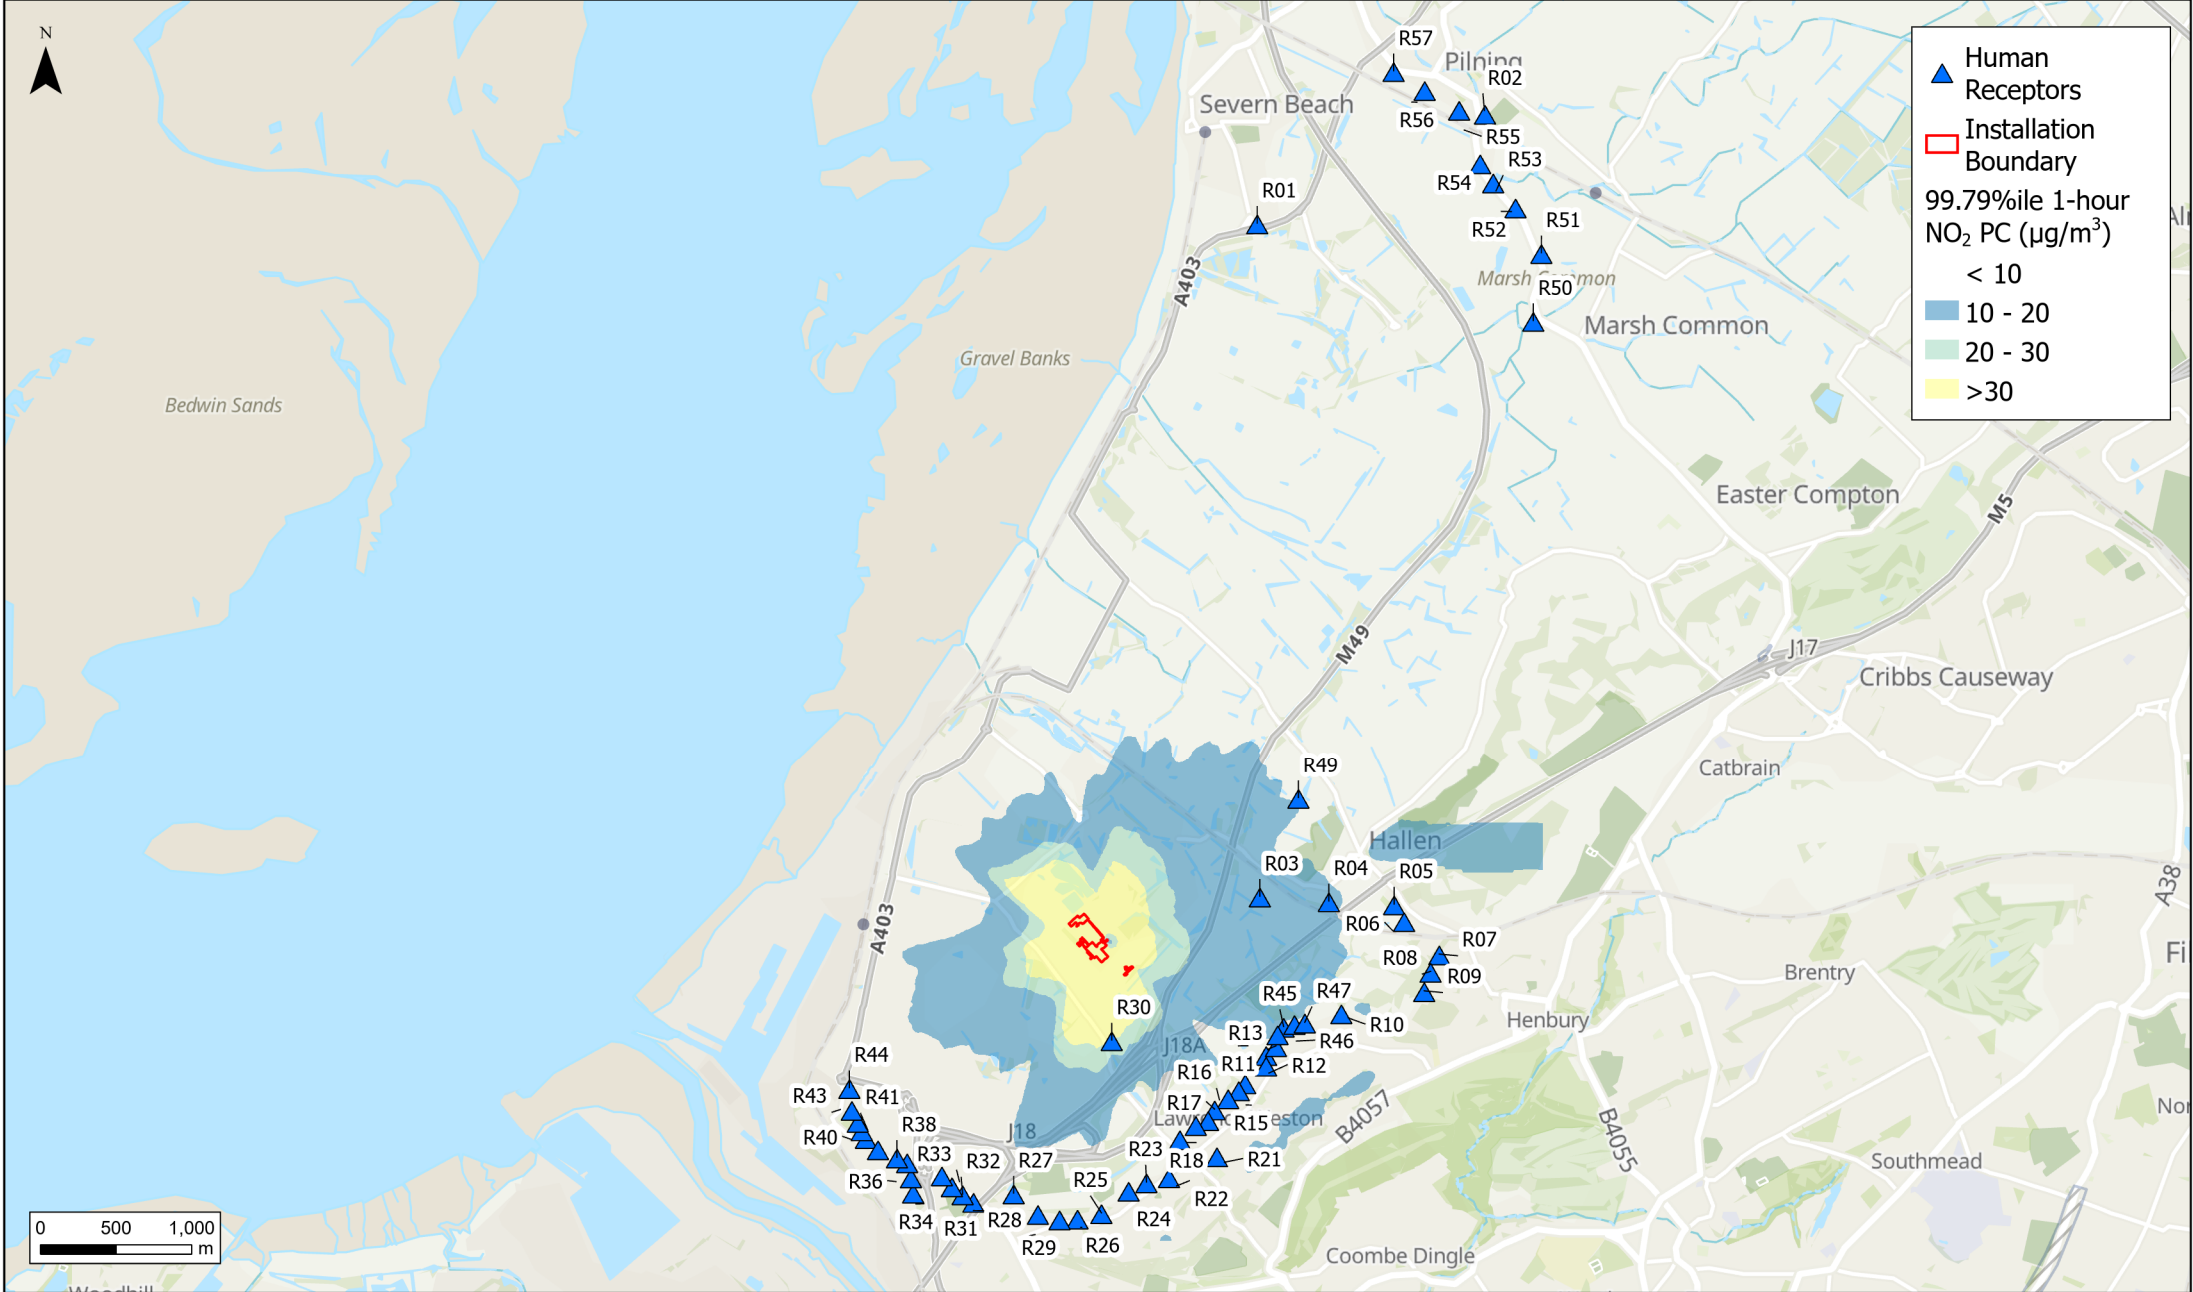 N
R57
Pilning
R02
Severn Beach
R56
R55
R53
R54
R01
R52
R51
A403
Marsh Common
R50
Marsh Common
Gravel Banks
Bedwin Sands
Easter Compton
M5
M49
J17
Cribbs Causeway
Catbrain
R49
Hallen
R03
R04
R05
A38
R06
A403
R07
R08
R09
Brentry
R45
R47
R30
R10
Henbury
R13
R46
J18A
R44
R11
R12
R16
R43
R41
R17
B4057
R15
R40
R38
J18
B4055
R23
R18
R21
R33
R32
R27
Southmead
R36
R25
R22
R34
R31
R28
R24
R29
R26
Coombe Dingle
Human
Receptors
Installation
Boundary
99.79%ile 1-hour
NO₂ PC (µg/m³)
< 10
10 - 20
20 - 30
>30
0 500 1,000
m